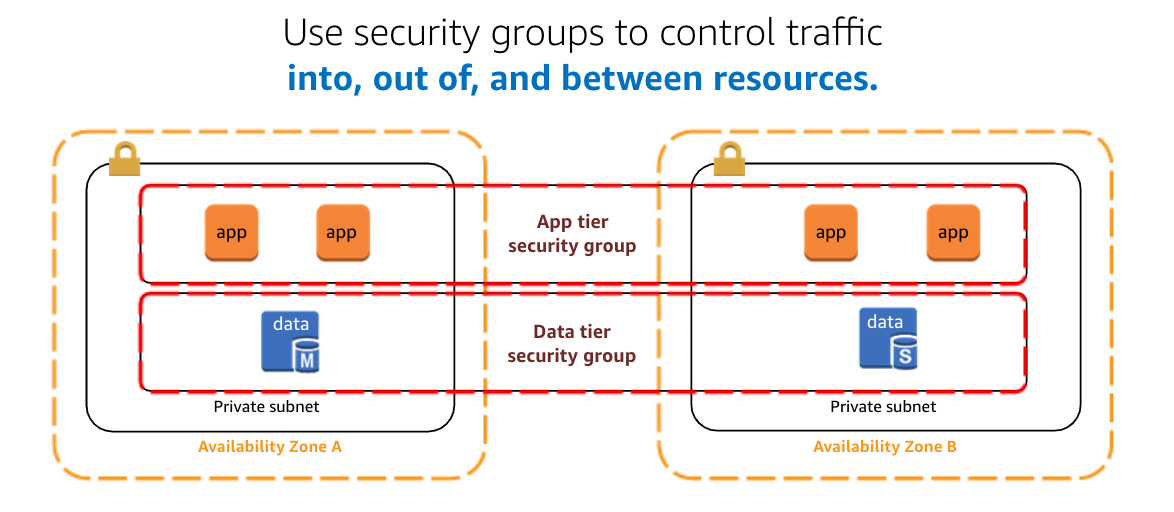 Use security groups to control traffic
into, out of, and between resources.
app
app
App tier
security group
app
app
data
M
Data tier
security group
data
S
Private subnet
Private subnet
Availability Zone A
Availability Zone B